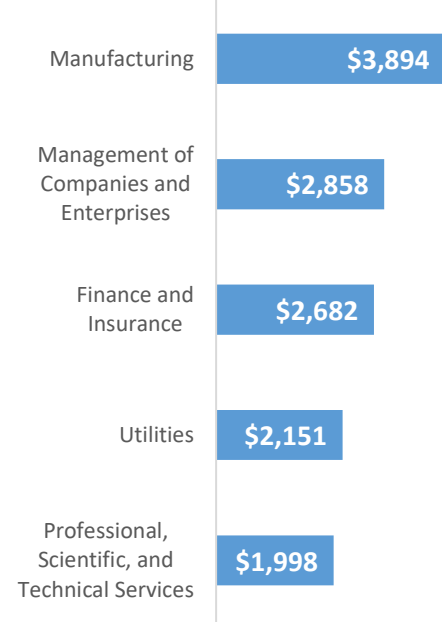 Manufacturing
$3,894
Management of
Companies and
Enterprises
$2,858
Finance and
Insurance
$2,682
Utilities
$2,151
Professional,
Scientific, and
Technical Services
$1,998